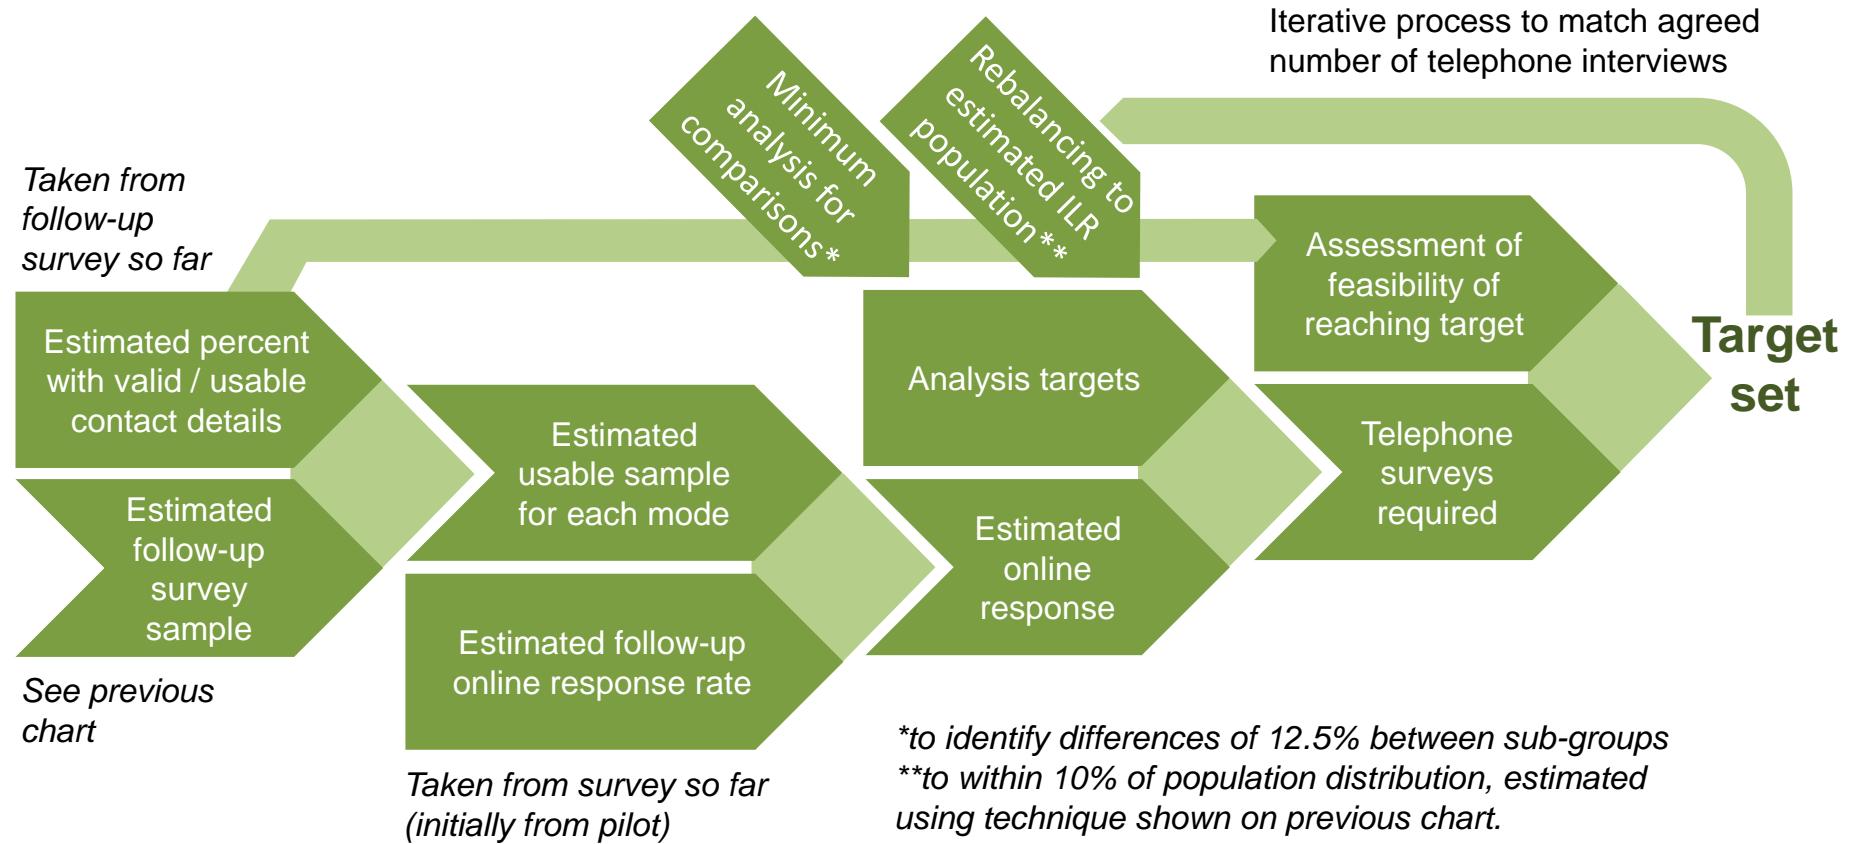 Iterative process to match agreed
number of telephone interviews
Minimum
analysis for
comparisons*
Rebalancing to
estimated ILR
population**
Taken from
follow-up
survey so far
Estimated percent
with valid / usable
contact details
Estimated
follow-up
survey
sample
See previous
chart
Estimated
usable sample
for each mode
Estimated follow-up
online response rate
Taken from survey so far
(initially from pilot)
Analysis targets
Estimated
online
response
Assessment of
feasibility of
reaching target
Telephone
surveys
required
Target
set
*to identify differences of 12.5% between sub-groups
**to within 10% of population distribution, estimated
using technique shown on previous chart.